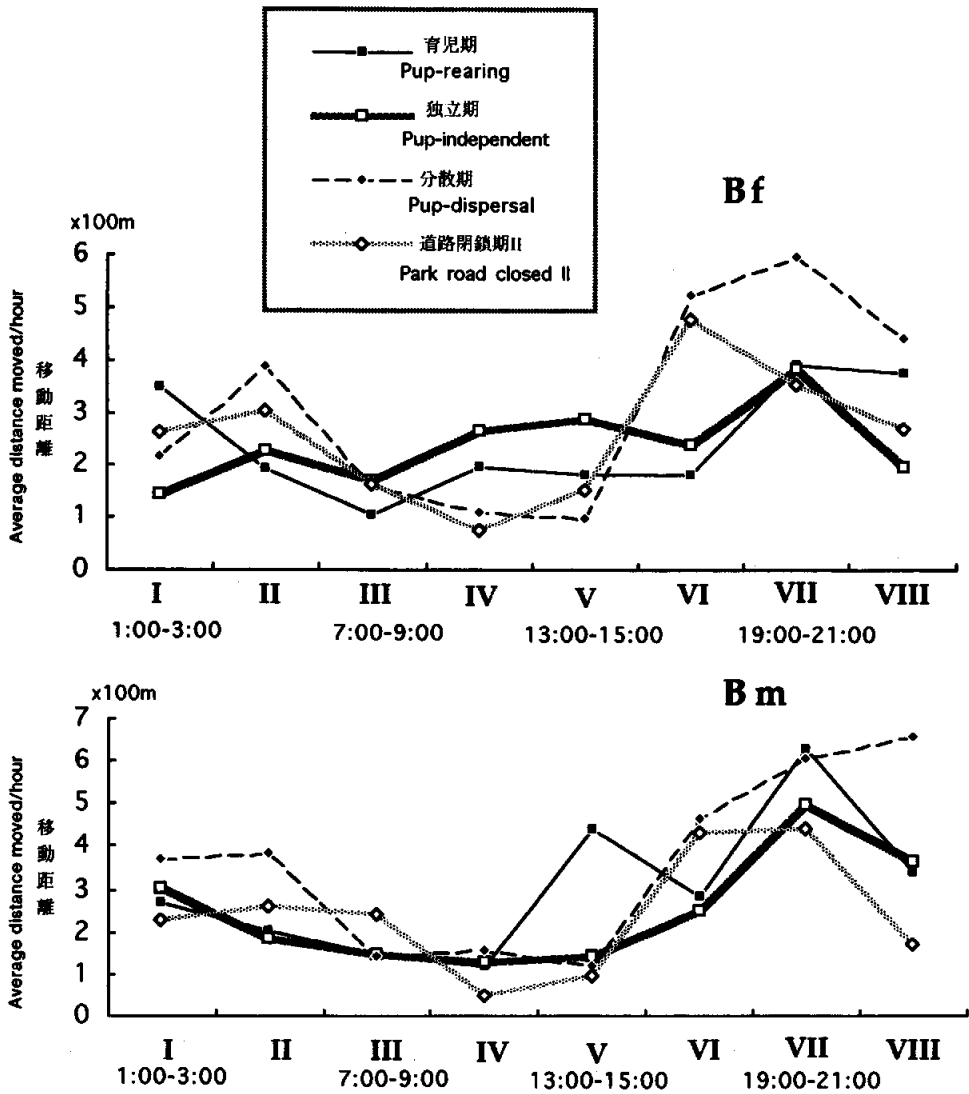 育児期
Pup-rearing
独立期
Pup-independent
分散期
Pup-dispersal
道路閉鎖期II
Park road closed II
Bf
x100m
6
5
4
3
2
1
0
Average distance moved/hour
移動距離
I II III IV V VI VII VIII
1:00-3:00 7:00-9:00 13:00-15:00 19:00-21:00
Bm
x100m
7
6
5
4
3
2
1
0
Average distance moved/hour
移動距離
I II III IV V VI VII VIII
1:00-3:00 7:00-9:00 13:00-15:00 19:00-21:00